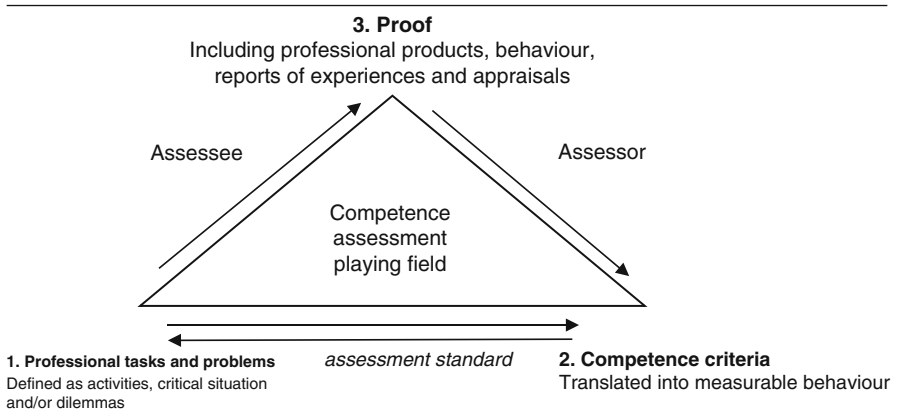 3. Proof
Including professional products, behaviour,
reports of experiences and appraisals
Assessee
Assessor
Competence
assessment
playing field
1. Professional tasks and problems
Defined as activities, critical situation
and/or dilemmas
assessment standard
2. Competence criteria
Translated into measurable behaviour